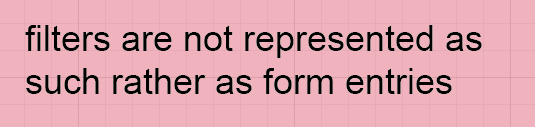 filters are not represented as
such rather as form entries